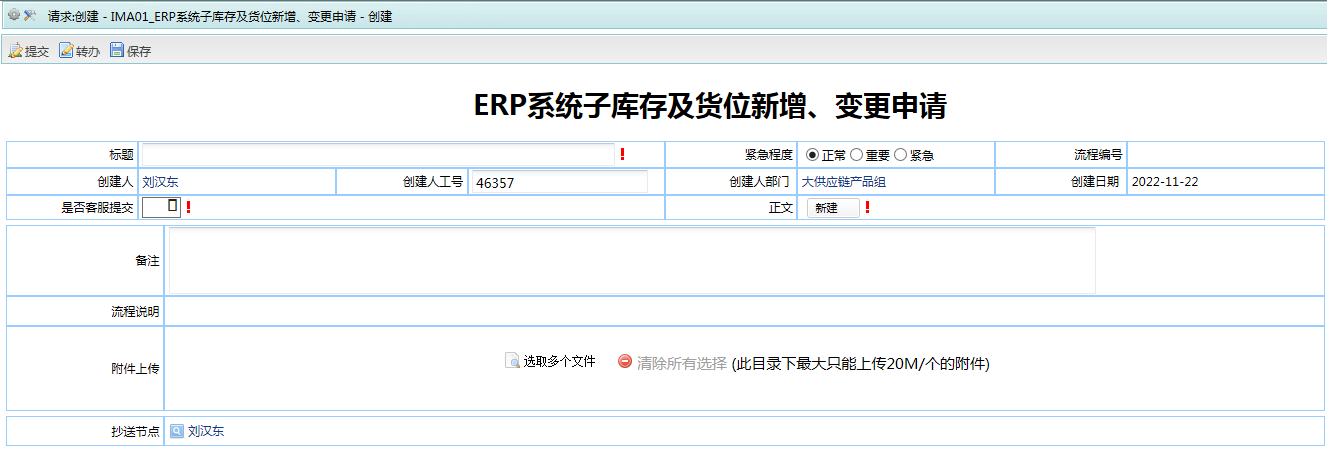 请求:创建 - IMA01_ERP系统子库存及货位新增、变更申请 - 创建
提交 转办 保存
ERP系统子库存及货位新增、变更申请
标题 ! 紧急程度 正常 重要 紧急 流程编号
创建人 刘汉东 创建人工号 46357 创建人部门 大供应链产品组 创建日期 2022-11-22
是否客服提交 ! 正文 新建 !
备注
流程说明
附件上传 选取多个文件 清除所有选择 (此目录下最大只能上传20M/个的附件)
抄送节点 刘汉东